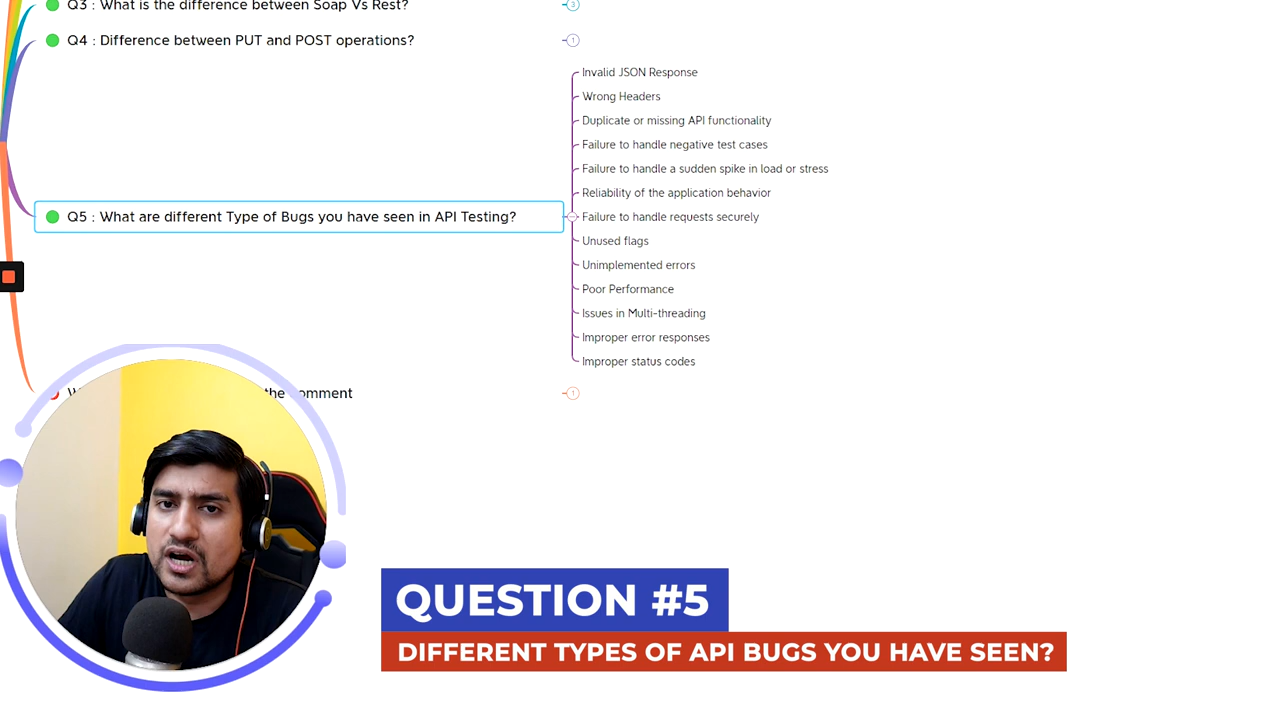 Q3 : What is the difference between Soap Vs Rest?
3
Q4 : Difference between PUT and POST operations?
1
Q5 : What are different Type of Bugs you have seen in API Testing?
Invalid JSON Response
Wrong Headers
Duplicate or missing API functionality
Failure to handle negative test cases
Failure to handle a sudden spike in load or stress
Reliability of the application behavior
Failure to handle requests securely
Unused flags
Unimplemented errors
Poor Performance
Issues in Multi-threading
Improper error responses
Improper status codes
the comment
1
QUESTION #5
DIFFERENT TYPES OF API BUGS YOU HAVE SEEN?